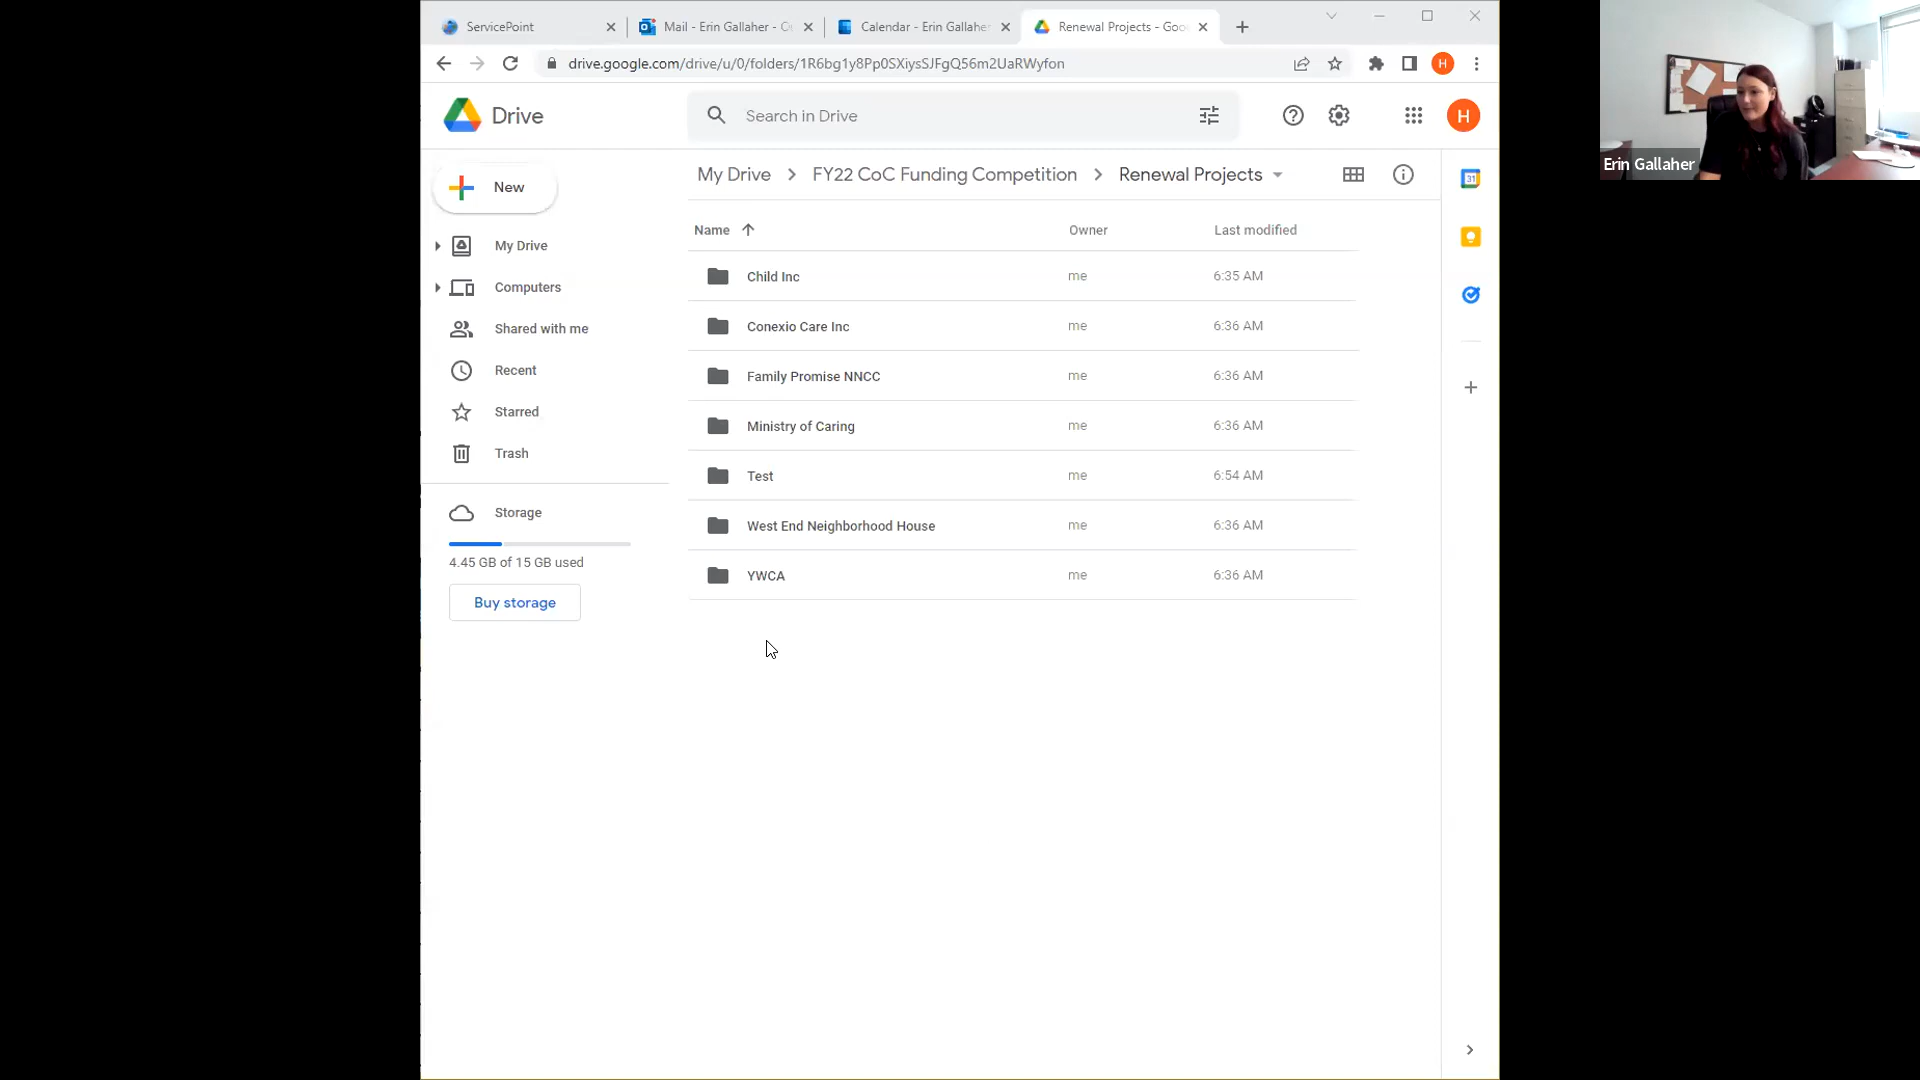 ServicePoint
Mail - Erin Gallaher - O
Calendar - Erin Gallaher
Renewal Projects - Goo
drive.google.com/drive/u/0/folders/1R6bg1y8Pp0SXiysSJFgQ56m2UaRWyfon
H
Drive
Search in Drive
H
Erin Gallaher
New
My Drive
Computers
Shared with me
Recent
Starred
Trash
Storage
4.45 GB of 15 GB used
Buy storage
My Drive > FY22 CoC Funding Competition > Renewal Projects
Name Owner Last modified
Child Inc me 6:35 AM
Conexio Care Inc me 6:36 AM
Family Promise NNCC me 6:36 AM
Ministry of Caring me 6:36 AM
Test me 6:54 AM
West End Neighborhood House me 6:36 AM
YWCA me 6:36 AM
31